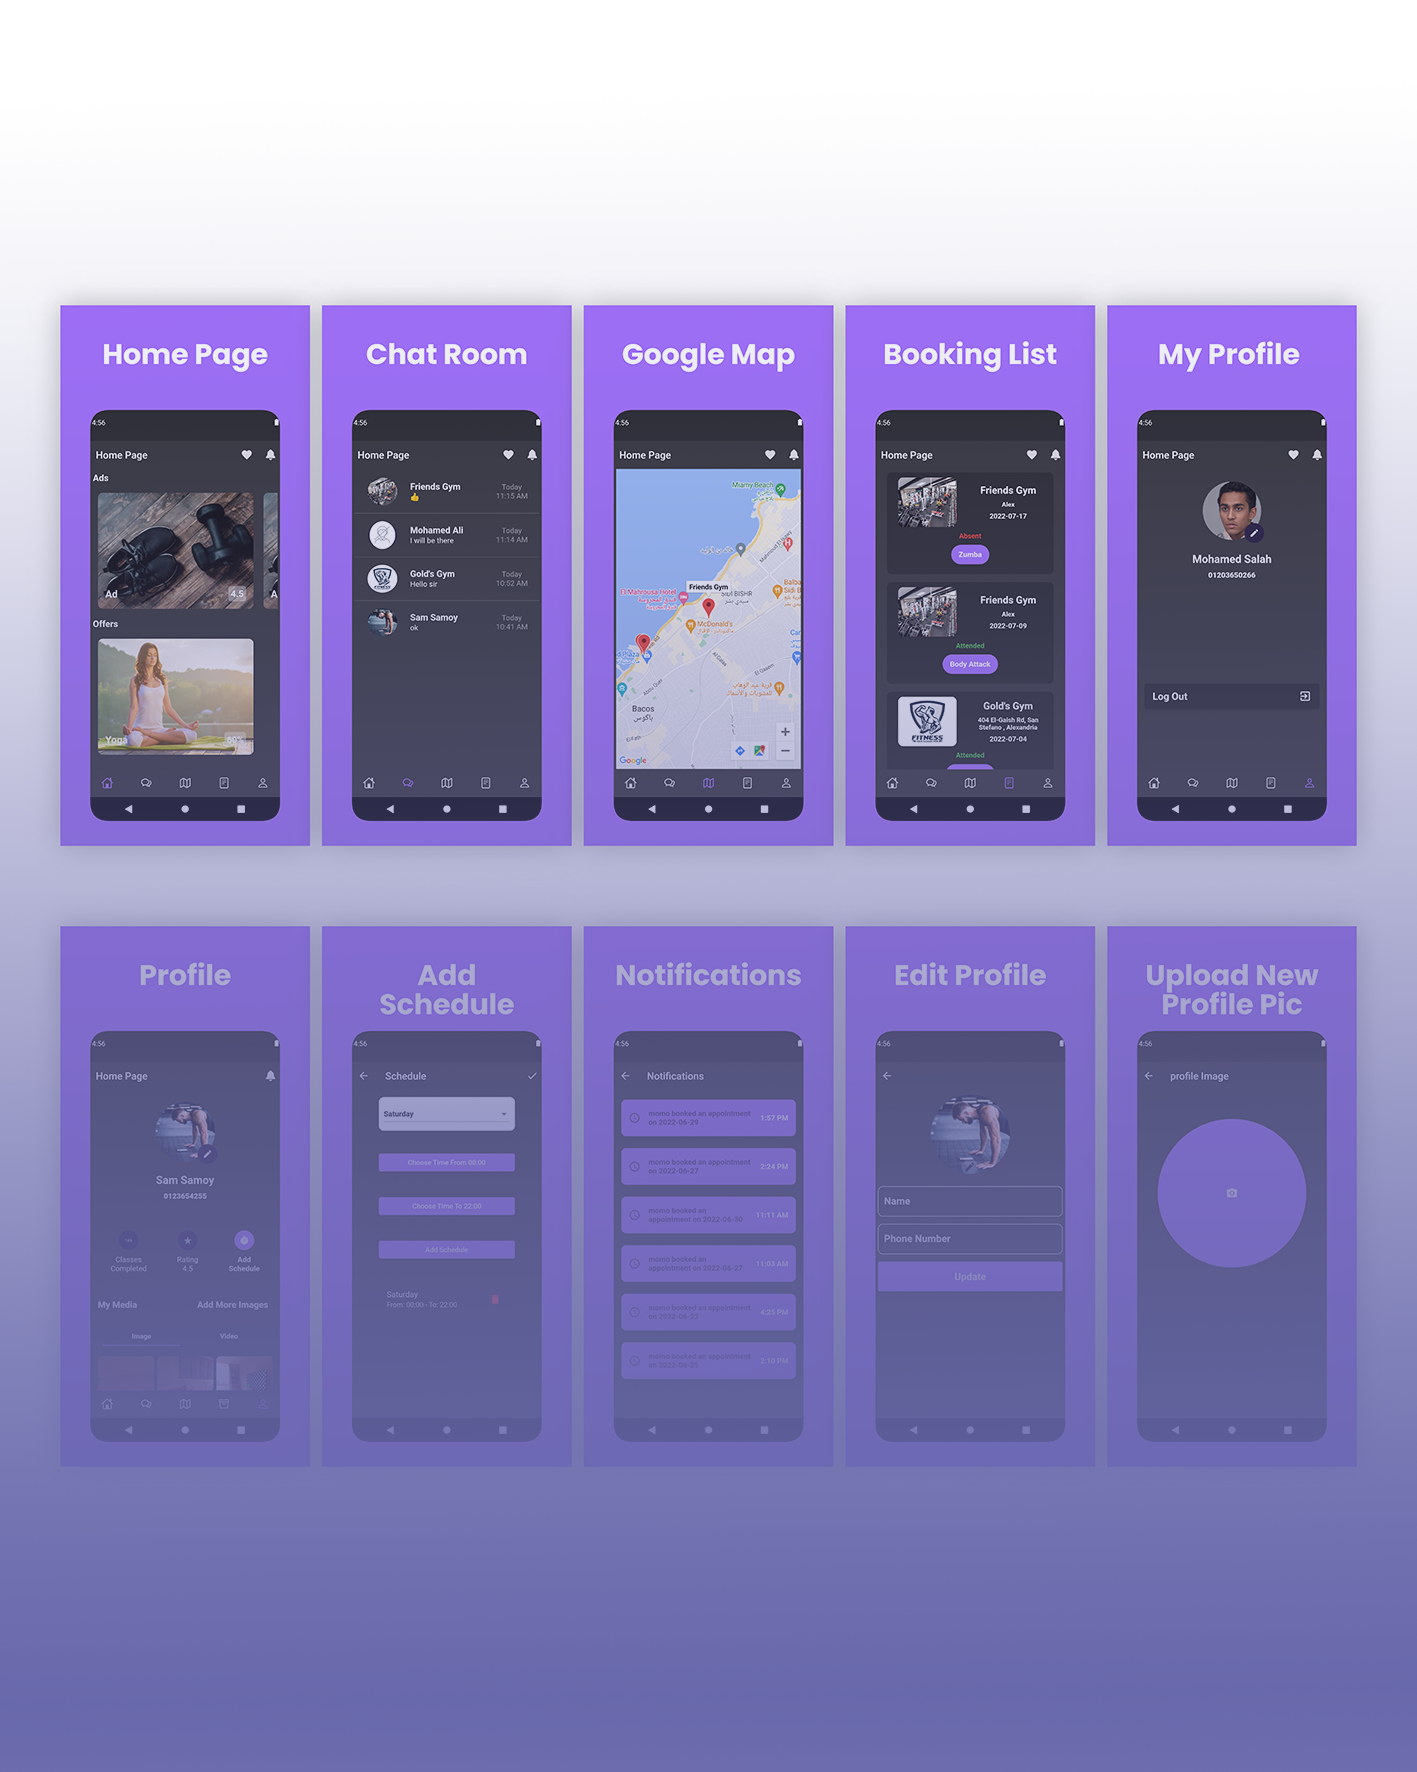 Home Page
4:56
Home Page
Ads
Ad
4.5
A
Offers
Yoga
60%
Chat Room
4:56
Home Page
Friends Gym
Today
👍
11:15 AM
Mohamed Ali
Today
I will be there
11:14 AM
Gold's Gym
Today
Hello sir
10:52 AM
Sam Samoy
Today
ok
10:41 AM
Google Map
4:56
Home Page
Miamy Beach
Friends Gym
El Mahrousa Hotel
SIDI BISHR
سيدي بشر
McDonald's
Bacos
باكوس
Google
+
−
Booking List
4:56
Home Page
Friends Gym
Alex
2022-07-17
Absent
Zumba
Friends Gym
Alex
2022-07-09
Attended
Body Attack
FITNESS
Gold's Gym
404 El-Gaish Rd, San
Stefano , Alexandria
2022-07-04
Attended
My Profile
4:56
Home Page
Mohamed Salah
01203650266
Log Out
Profile
4:56
Home Page
Sam Samoy
0123654255
Classes
Completed
Rating
4.5
Add
Schedule
My Media
Add More Images
Image
Video
Add
Schedule
4:56
Schedule
Saturday
Choose Time From 00:00
Choose Time To 22:00
Add Schedule
Saturday
From: 00:00 - To: 22:00
Notifications
4:56
Notifications
momo booked an appointment
on 2022-06-29
1:57 PM
momo booked an appointment
on 2022-06-27
2:24 PM
momo booked an
appointment on 2022-06-30
11:11 AM
momo booked an
appointment on 2022-06-27
11:03 AM
momo booked an appointment
4:25 PM
momo booked an appointment
Edit Profile
4:56
Name
Phone Number
Update
Upload New
Profile Pic
4:56
profile Image